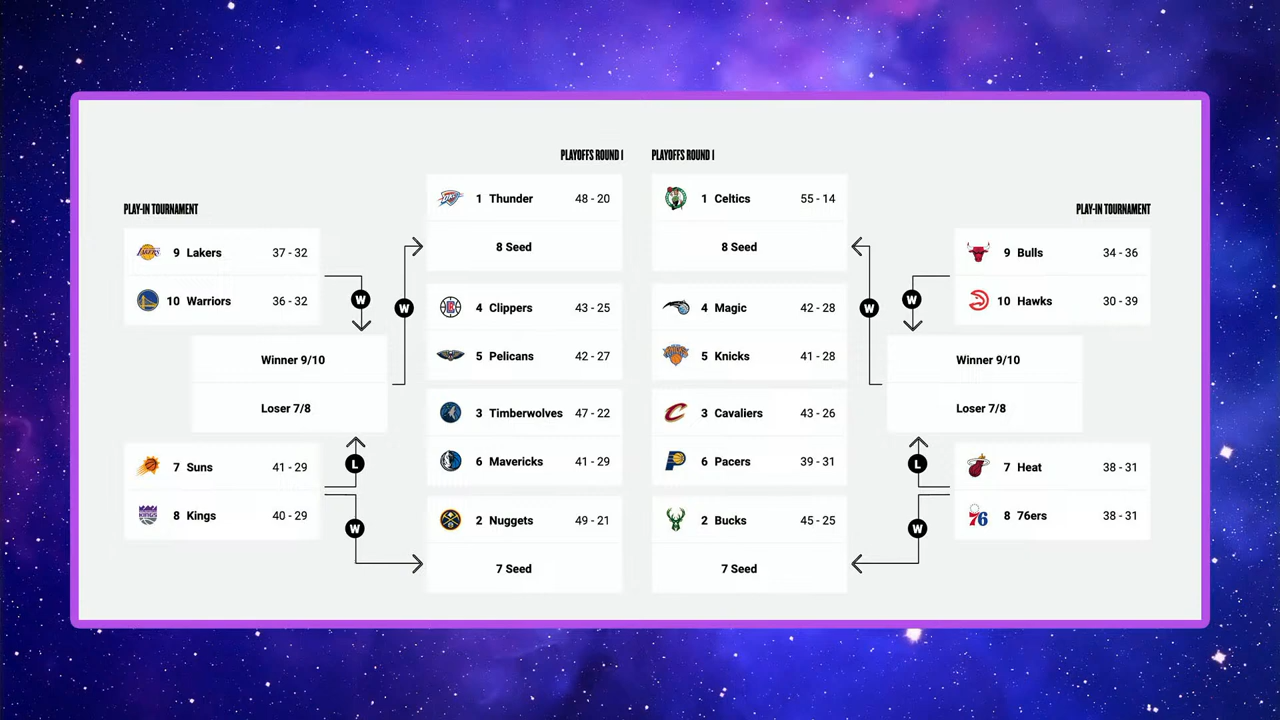 PLAYOFFS ROUND 1
PLAYOFFS ROUND 1
PLAY-IN TOURNAMENT
PLAY-IN TOURNAMENT
9 Lakers 37 - 32
10 Warriors 36 - 32
W
Winner 9/10
Loser 7/8
L
7 Suns 41 - 29
8 Kings 40 - 29
W
W
1 Thunder 48 - 20
8 Seed
4 Clippers 43 - 25
5 Pelicans 42 - 27
3 Timberwolves 47 - 22
6 Mavericks 41 - 29
2 Nuggets 49 - 21
7 Seed
1 Celtics 55 - 14
8 Seed
4 Magic 42 - 28
5 Knicks 41 - 28
3 Cavaliers 43 - 26
6 Pacers 39 - 31
2 Bucks 45 - 25
7 Seed
W
W
9 Bulls 34 - 36
10 Hawks 30 - 39
Winner 9/10
Loser 7/8
L
7 Heat 38 - 31
8 76ers 38 - 31
W